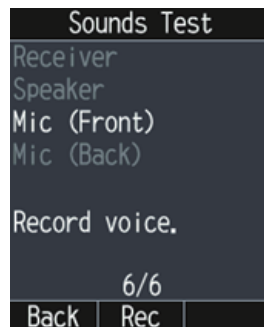 Sounds Test
Receiver
Speaker
Mic (Front)
Mic (Back)
Record voice.
6/6
Back Rec